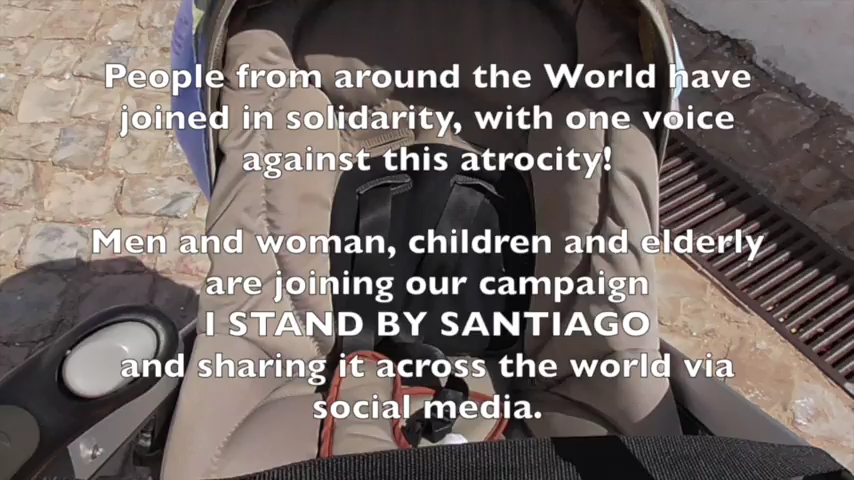 People from around the World have
joined in solidarity, with one voice
against this atrocity!
Men and woman, children and elderly
are joining our campaign
I STAND BY SANTIAGO
and sharing it across the world via
social media.